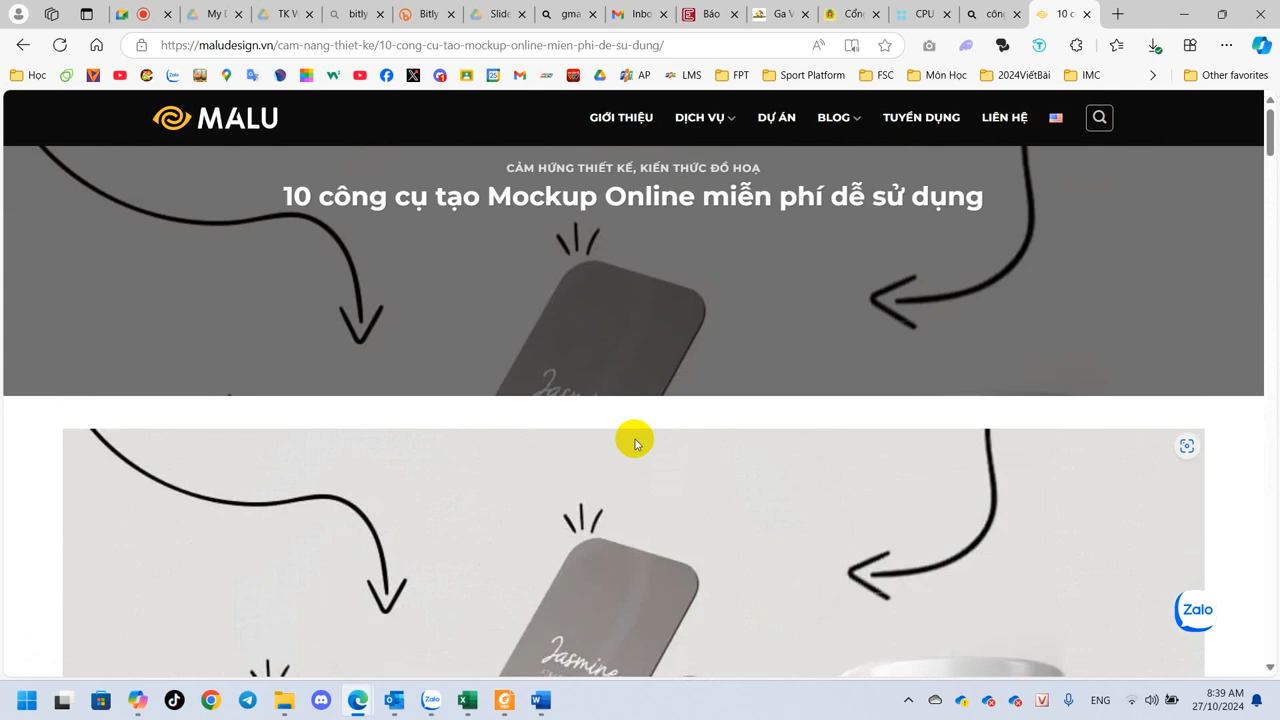 My D
TK V
bitly
Bitly
Slide
gma
Inbo
Bác
Ga V
Cổn
CPU
công
10 c
https://maludesign.vn/cam-nang-thiet-ke/10-cong-cu-tao-mockup-online-mien-phi-de-su-dung/
Học
AP
LMS
FPT
Sport Platform
FSC
Môn Học
2024ViếtBài
IMC
Other favorites
MALU
GIỚI THIỆU
DỊCH VỤ
DỰ ÁN
BLOG
TUYỂN DỤNG
LIÊN HỆ
CẢM HỨNG THIẾT KẾ, KIẾN THỨC ĐỒ HOẠ
10 công cụ tạo Mockup Online miễn phí dễ sử dụng
Jasmine
Jasmine
Zalo
ENG
8:39 AM
27/10/2024